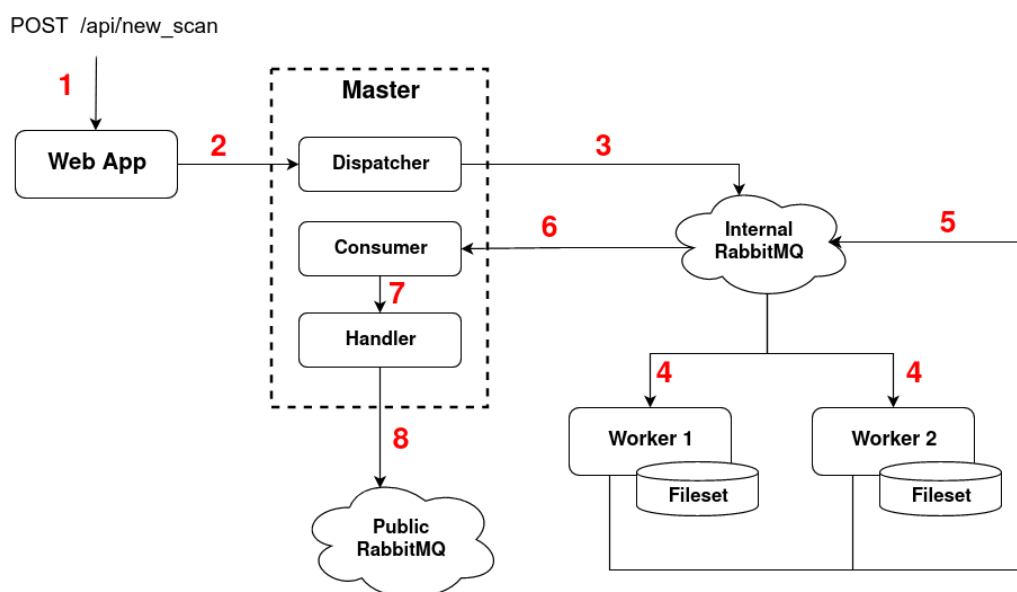 POST /api/new_scan
1
Master
Web App
2
Dispatcher
3
Internal
RabbitMQ
5
Consumer
6
7
Handler
4
4
8
Worker 1
Fileset
Worker 2
Fileset
Public
RabbitMQ